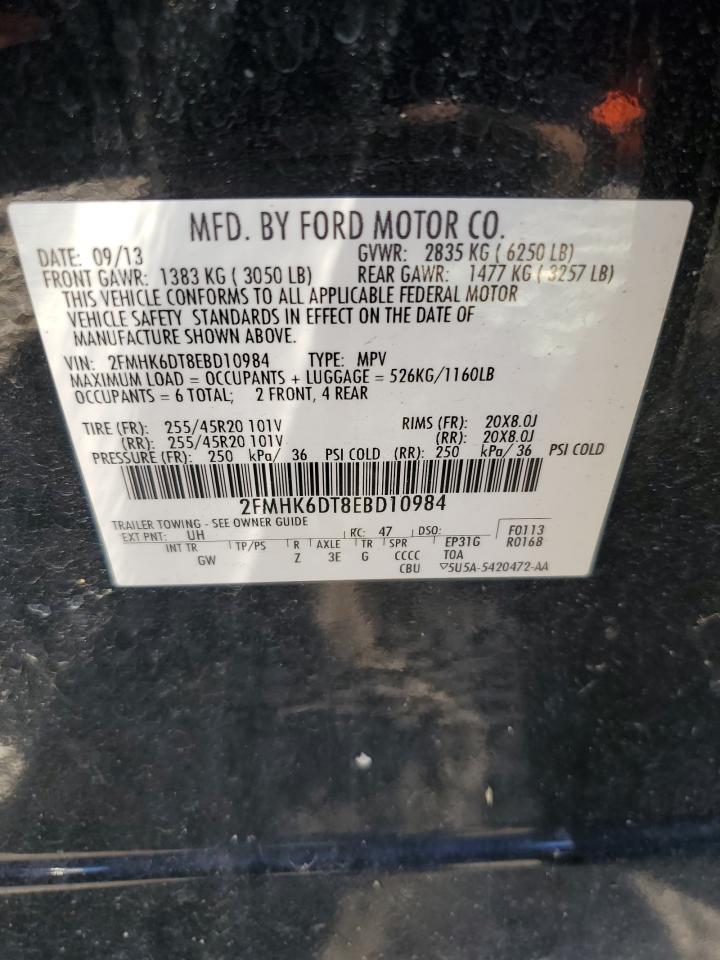 MFD. BY FORD MOTOR CO.
DATE: 09/13 GVWR: 2835 KG ( 6250 LB)
FRONT GAWR: 1383 KG ( 3050 LB) REAR GAWR: 1477 KG ( 3257 LB)
THIS VEHICLE CONFORMS TO ALL APPLICABLE FEDERAL MOTOR
VEHICLE SAFETY STANDARDS IN EFFECT ON THE DATE OF
MANUFACTURE SHOWN ABOVE.
VIN: 2FMHK6DT8EBD10984 TYPE: MPV
MAXIMUM LOAD = OCCUPANTS + LUGGAGE = 526KG/1160LB
OCCUPANTS = 6 TOTAL; 2 FRONT, 4 REAR
TIRE (FR): 255/45R20 101V RIMS (FR): 20X8.0J
(RR): 255/45R20 101V (RR): 20X8.0J
PRESSURE (FR): 250 kPa/ 36 PSI COLD (RR): 250 kPa/ 36 PSI COLD
2FMHK6DT8EBD10984
TRAILER TOWING - SEE OWNER GUIDE
EXT PNT: UH RC: 47 DSO: F0113
INT TR TP/PS R AXLE TR SPR EP31G R0168
GW Z 3E G CCCC TOA
CBU ▽5U5A-5420472-AA